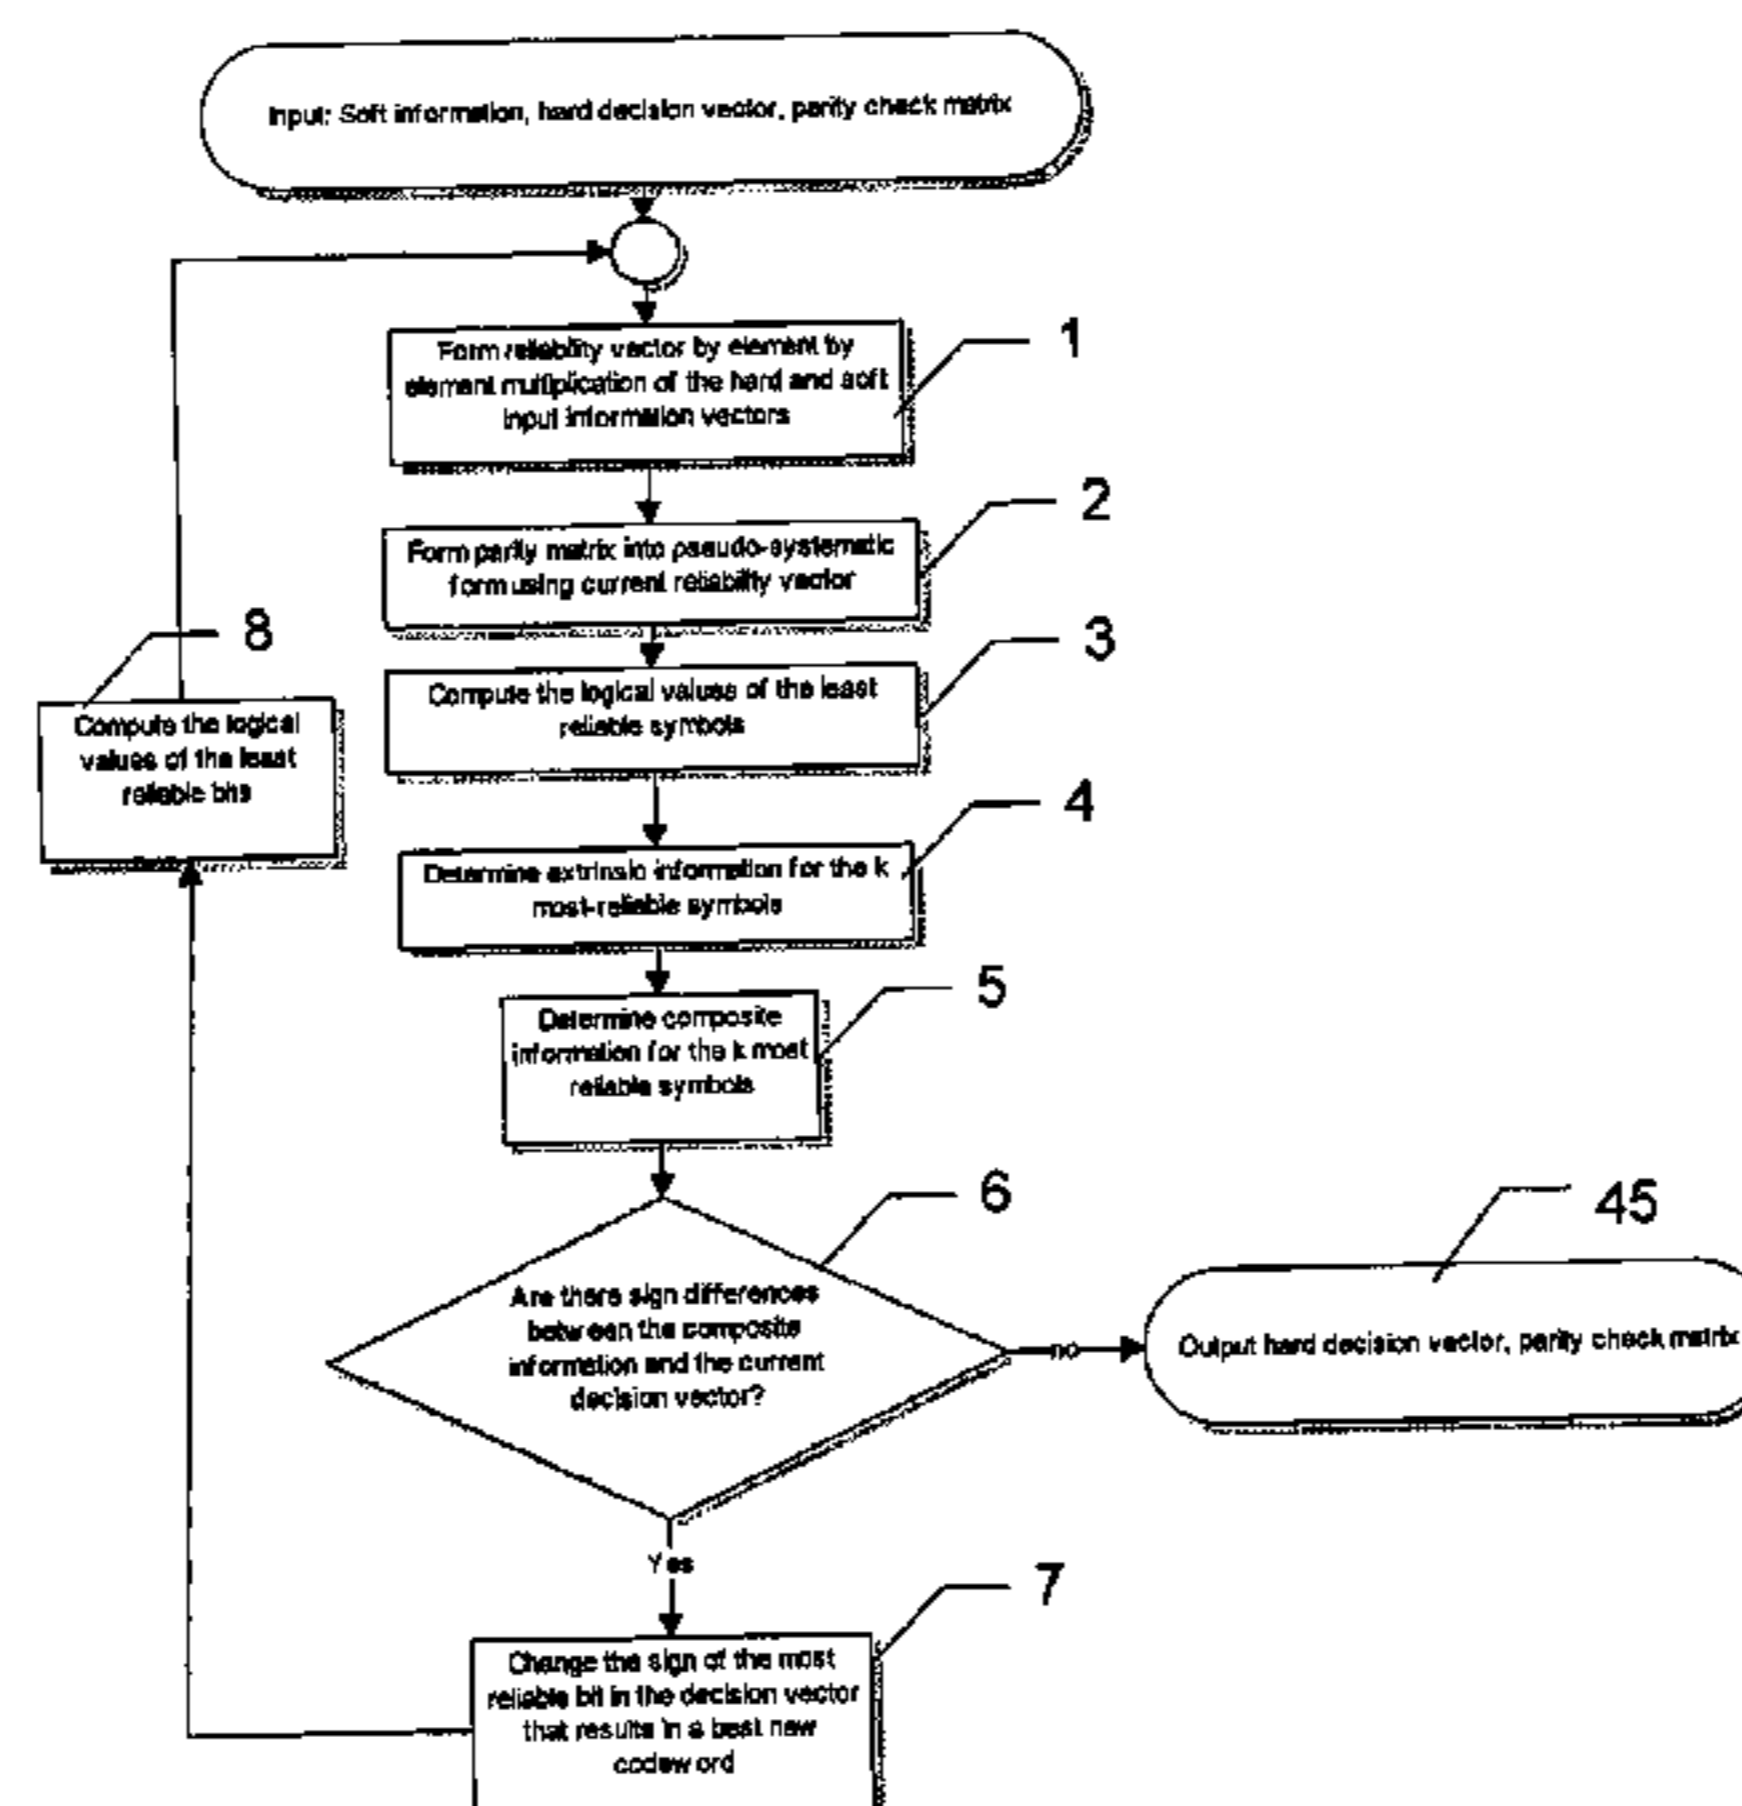 Input: Soft information, hard decision vector, parity check matrix
Form reliability vector by element by
element multiplication of the hard and soft
input information vectors
1
Form parity matrix into pseudo-systematic
form using current reliability vector
2
Compute the logical values of the least
reliable symbols
3
8
Compute the logical
values of the least
reliable bits
Determine extrinsic information for the k
most-reliable symbols
4
Determine composite
information for the k most
reliable symbols
5
6
Are there sign differences
between the composite
information and the current
decision vector?
no
45
Output hard decision vector, parity check matrix
Yes
7
Change the sign of the most
reliable bit in the decision vector
that results in a best new
codeword